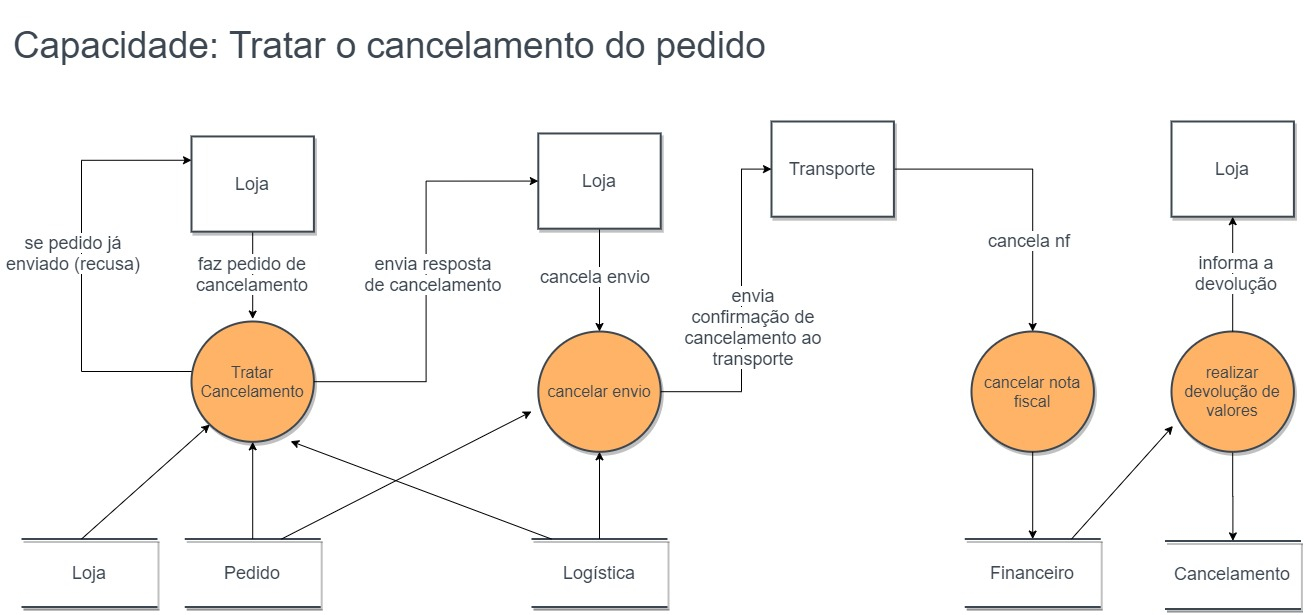 Capacidade: Tratar o cancelamento do pedido
Loja
Loja
Transporte
Loja
se pedido já
enviado (recusa)
faz pedido de
cancelamento
envia resposta
de cancelamento
cancela envio
envia
confirmação de
cancelamento ao
transporte
cancela nf
informa a
devolução
Tratar
Cancelamento
cancelar envio
cancelar nota
fiscal
realizar
devolução de
valores
Loja
Pedido
Logística
Financeiro
Cancelamento